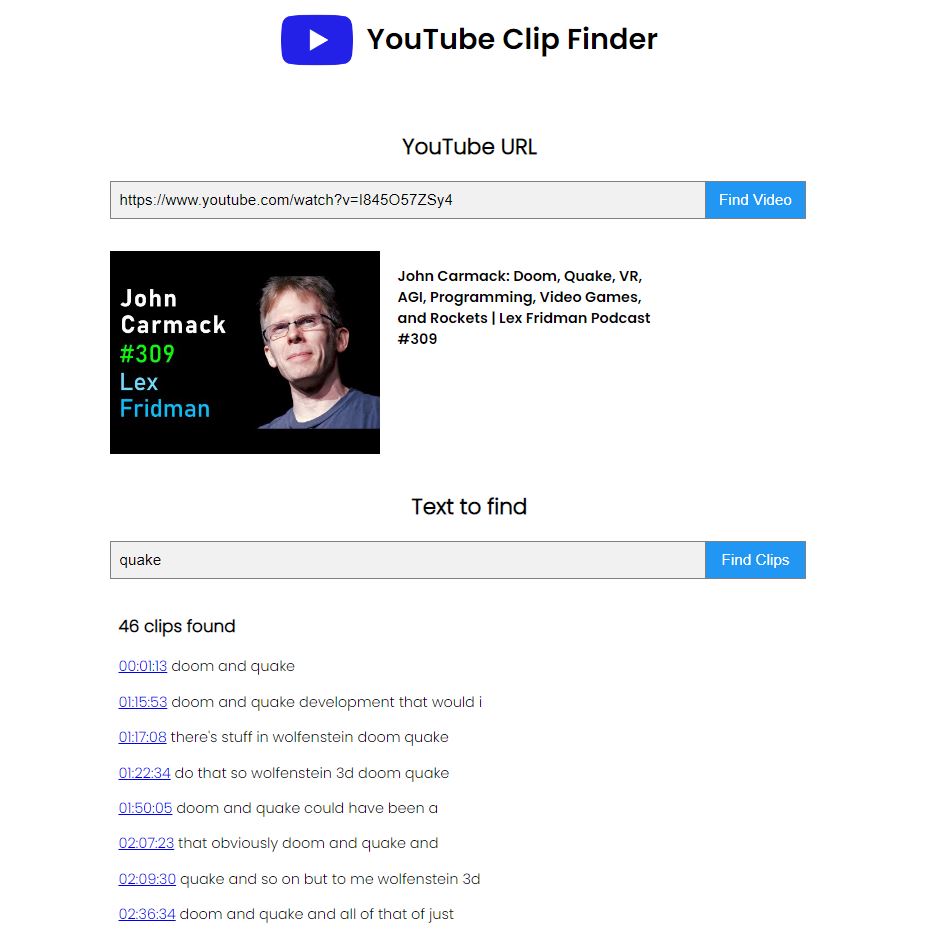 YouTube Clip Finder
YouTube URL
https://www.youtube.com/watch?v=I845O57ZSy4
Find Video
John
Carmack
#309
Lex
Fridman
John Carmack: Doom, Quake, VR,
AGI, Programming, Video Games,
and Rockets | Lex Fridman Podcast
#309
Text to find
quake
Find Clips
46 clips found
00:01:13 doom and quake
01:15:53 doom and quake development that would i
01:17:08 there's stuff in wolfenstein doom quake
01:22:34 do that so wolfenstein 3d doom quake
01:50:05 doom and quake could have been a
02:07:23 that obviously doom and quake and
02:09:30 quake and so on but to me wolfenstein 3d
02:36:34 doom and quake and all of that of just